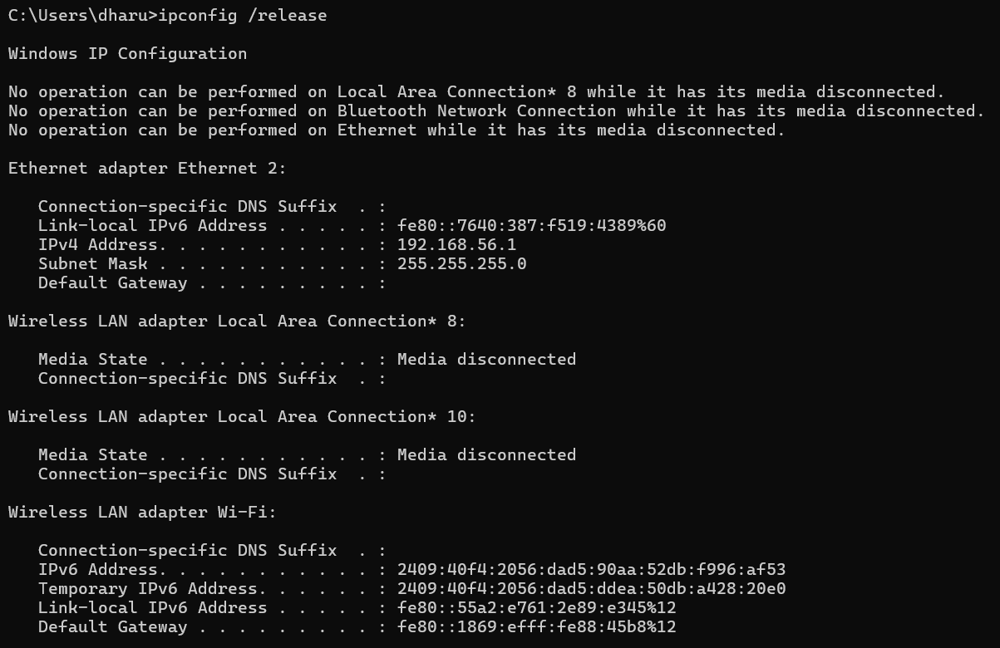 C:\Users\dharu>ipconfig /release
Windows IP Configuration
No operation can be performed on Local Area Connection* 8 while it has its media disconnected.
No operation can be performed on Bluetooth Network Connection while it has its media disconnected.
No operation can be performed on Ethernet while it has its media disconnected.
Ethernet adapter Ethernet 2:
   Connection-specific DNS Suffix  . :
   Link-local IPv6 Address . . . . . : fe80::7640:387:f519:4389%60
   IPv4 Address. . . . . . . . . . . : 192.168.56.1
   Subnet Mask . . . . . . . . . . . : 255.255.255.0
   Default Gateway . . . . . . . . . :
Wireless LAN adapter Local Area Connection* 8:
   Media State . . . . . . . . . . . : Media disconnected
   Connection-specific DNS Suffix  . :
Wireless LAN adapter Local Area Connection* 10:
   Media State . . . . . . . . . . . : Media disconnected
   Connection-specific DNS Suffix  . :
Wireless LAN adapter Wi-Fi:
   Connection-specific DNS Suffix  . :
   IPv6 Address. . . . . . . . . . . : 2409:40f4:2056:dad5:90aa:52db:f996:af53
   Temporary IPv6 Address. . . . . . : 2409:40f4:2056:dad5:ddea:50db:a428:20e0
   Link-local IPv6 Address . . . . . : fe80::55a2:e761:2e89:e345%12
   Default Gateway . . . . . . . . . : fe80::1869:efff:fe88:45b8%12